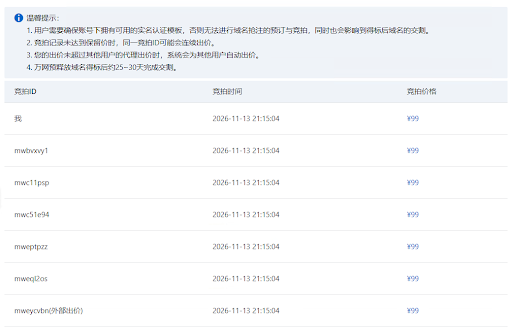 温馨提示：
1. 用户需要确保账号下拥有可用的实名认证模板，否则无法进行域名抢注的预订与竞拍，同时也会影响到得标后域名的交割。
2. 竞拍记录未达到保留价时，同一竞拍ID可能会连续出价。
3. 您的出价未超过其他用户的代理出价时，系统会为其他用户自动出价。
4. 万网预释放域名得标后约25-30天完成交割。
竞拍ID 竞拍时间 竞拍价格
我 2026-11-13 21:15:04 ¥99
mwbvxvy1 2026-11-13 21:15:04 ¥99
mwc11psp 2026-11-13 21:15:04 ¥99
mwc51e94 2026-11-13 21:15:04 ¥99
mweptpzz 2026-11-13 21:15:04 ¥99
mweql2os 2026-11-13 21:15:04 ¥99
mweycvbn(外部出价) 2026-11-13 21:15:04 ¥99